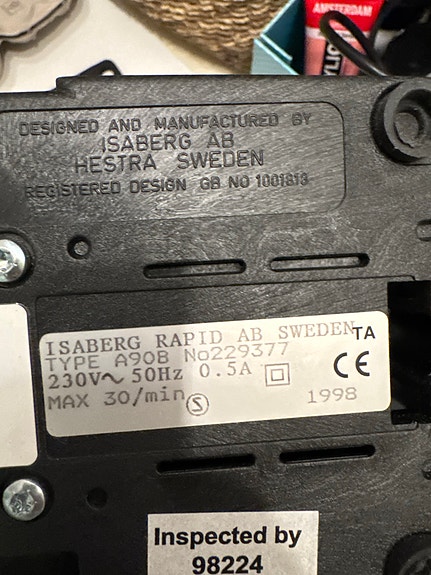 AMSTERDAM
DESIGNED AND MANUFACTURED BY
ISABERG AB
HESTRA SWEDEN
REGISTERED DESIGN GB NO 1001813
ISABERG RAPID AB SWEDEN TA
TYPE A90B No229377
230V~ 50Hz 0.5A
CE
MAX 30/min S 1998
Inspected by
98224